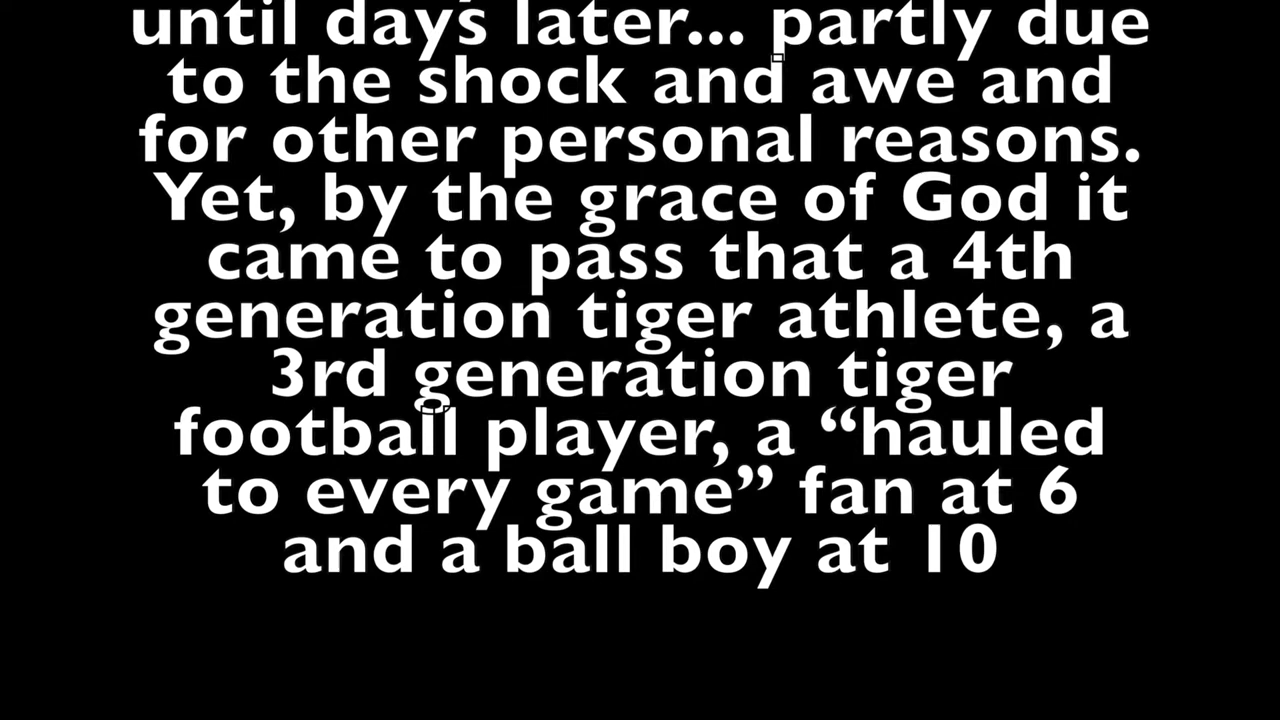 until days later... partly due
to the shock and awe and
for other personal reasons.
Yet, by the grace of God it
came to pass that a 4th
generation tiger athlete, a
3rd generation tiger
football player, a “hauled
to every game” fan at 6
and a ball boy at 10